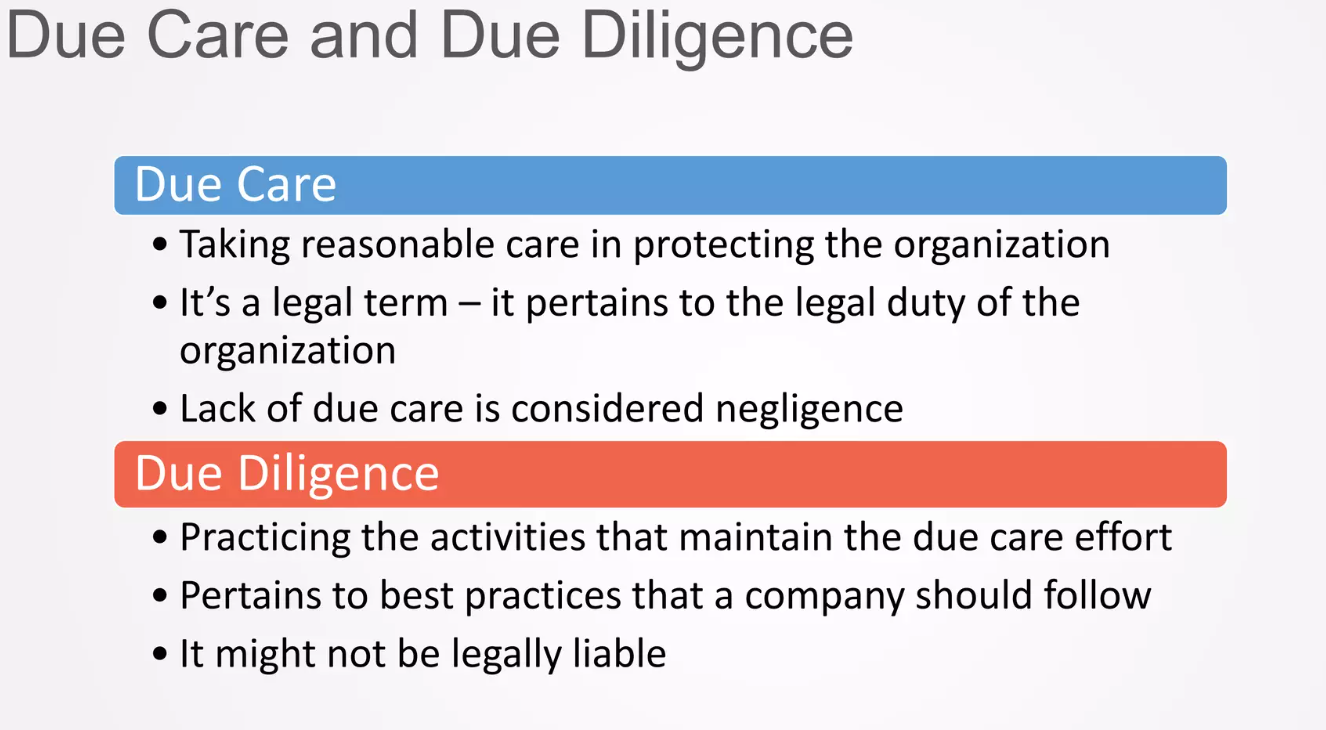 Due Care and Due Diligence
Due Care
• Taking reasonable care in protecting the organization
• It’s a legal term – it pertains to the legal duty of the
organization
• Lack of due care is considered negligence
Due Diligence
• Practicing the activities that maintain the due care effort
• Pertains to best practices that a company should follow
• It might not be legally liable